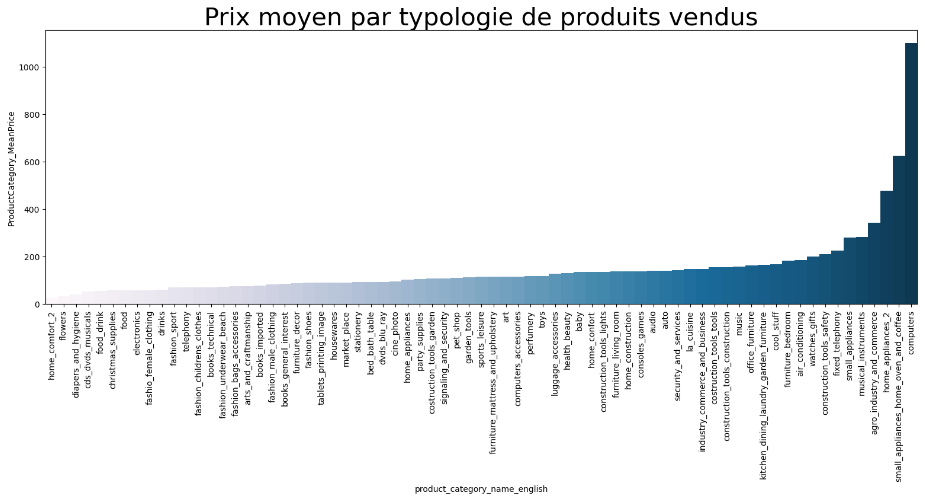 Prix moyen par typologie de produits vendus
ProductCategory_MeanPrice
1000
800
600
400
200
0
home_comfort_2
flowers
diapers_and_hygiene
cds_dvds_musicals
food_drink
christmas_supplies
food
electronics
fashio_female_clothing
drinks
fashion_sport
telephony
fashion_childrens_clothes
books_technical
fashion_underwear_beach
fashion_bags_accessories
arts_and_craftmanship
books_imported
fashion_male_clothing
books_general_interest
furniture_decor
fashion_shoes
tablets_printing_image
housewares
market_place
stationery
bed_bath_table
dvds_blu_ray
cine_photo
home_appliances
party_supplies
costruction_tools_garden
signaling_and_security
pet_shop
garden_tools
sports_leisure
furniture_mattress_and_upholstery
art
computers_accessories
perfumery
toys
luggage_accessories
health_beauty
baby
home_confort
construction_tools_lights
furniture_living_room
home_construction
consoles_games
audio
auto
security_and_services
la_cuisine
industry_commerce_and_business
costruction_tools_tools
construction_tools_construction
music
office_furniture
kitchen_dining_laundry_garden_furniture
cool_stuff
furniture_bedroom
air_conditioning
watches_gifts
construction_tools_safety
fixed_telephony
small_appliances
musical_instruments
agro_industry_and_commerce
home_appliances_2
small_appliances_home_oven_and_coffee
computers
product_category_name_english